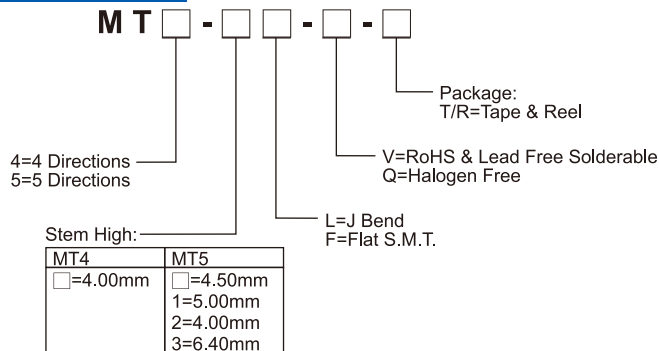 MT□-□□-□-□
Package:
T/R=Tape & Reel
4=4 Directions
5=5 Directions
V=RoHS & Lead Free Solderable
Q=Halogen Free
L=J Bend
F=Flat S.M.T.
Stem High:
MT4 MT5
□=4.00mm □=4.50mm
1=5.00mm
2=4.00mm
3=6.40mm